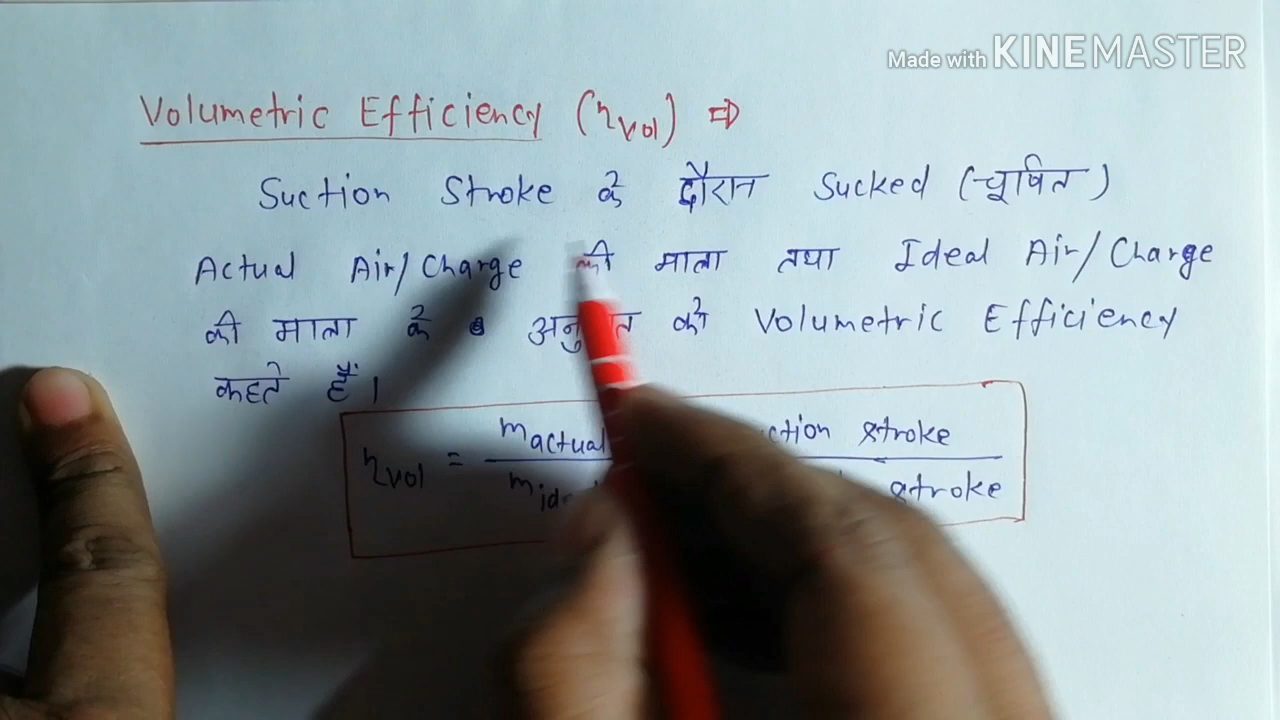 Made with KINEMASTER
Volumetric Efficiency (ηvol) ⇒
Suction Stroke के दौरान Sucked (चूषित)
Actual Air/Charge की मात्रा तथा Ideal Air/Charge
की मात्रा के अनुपात को Volumetric Efficiency
कहते हैं।
ηvol = mactual stroke
stroke